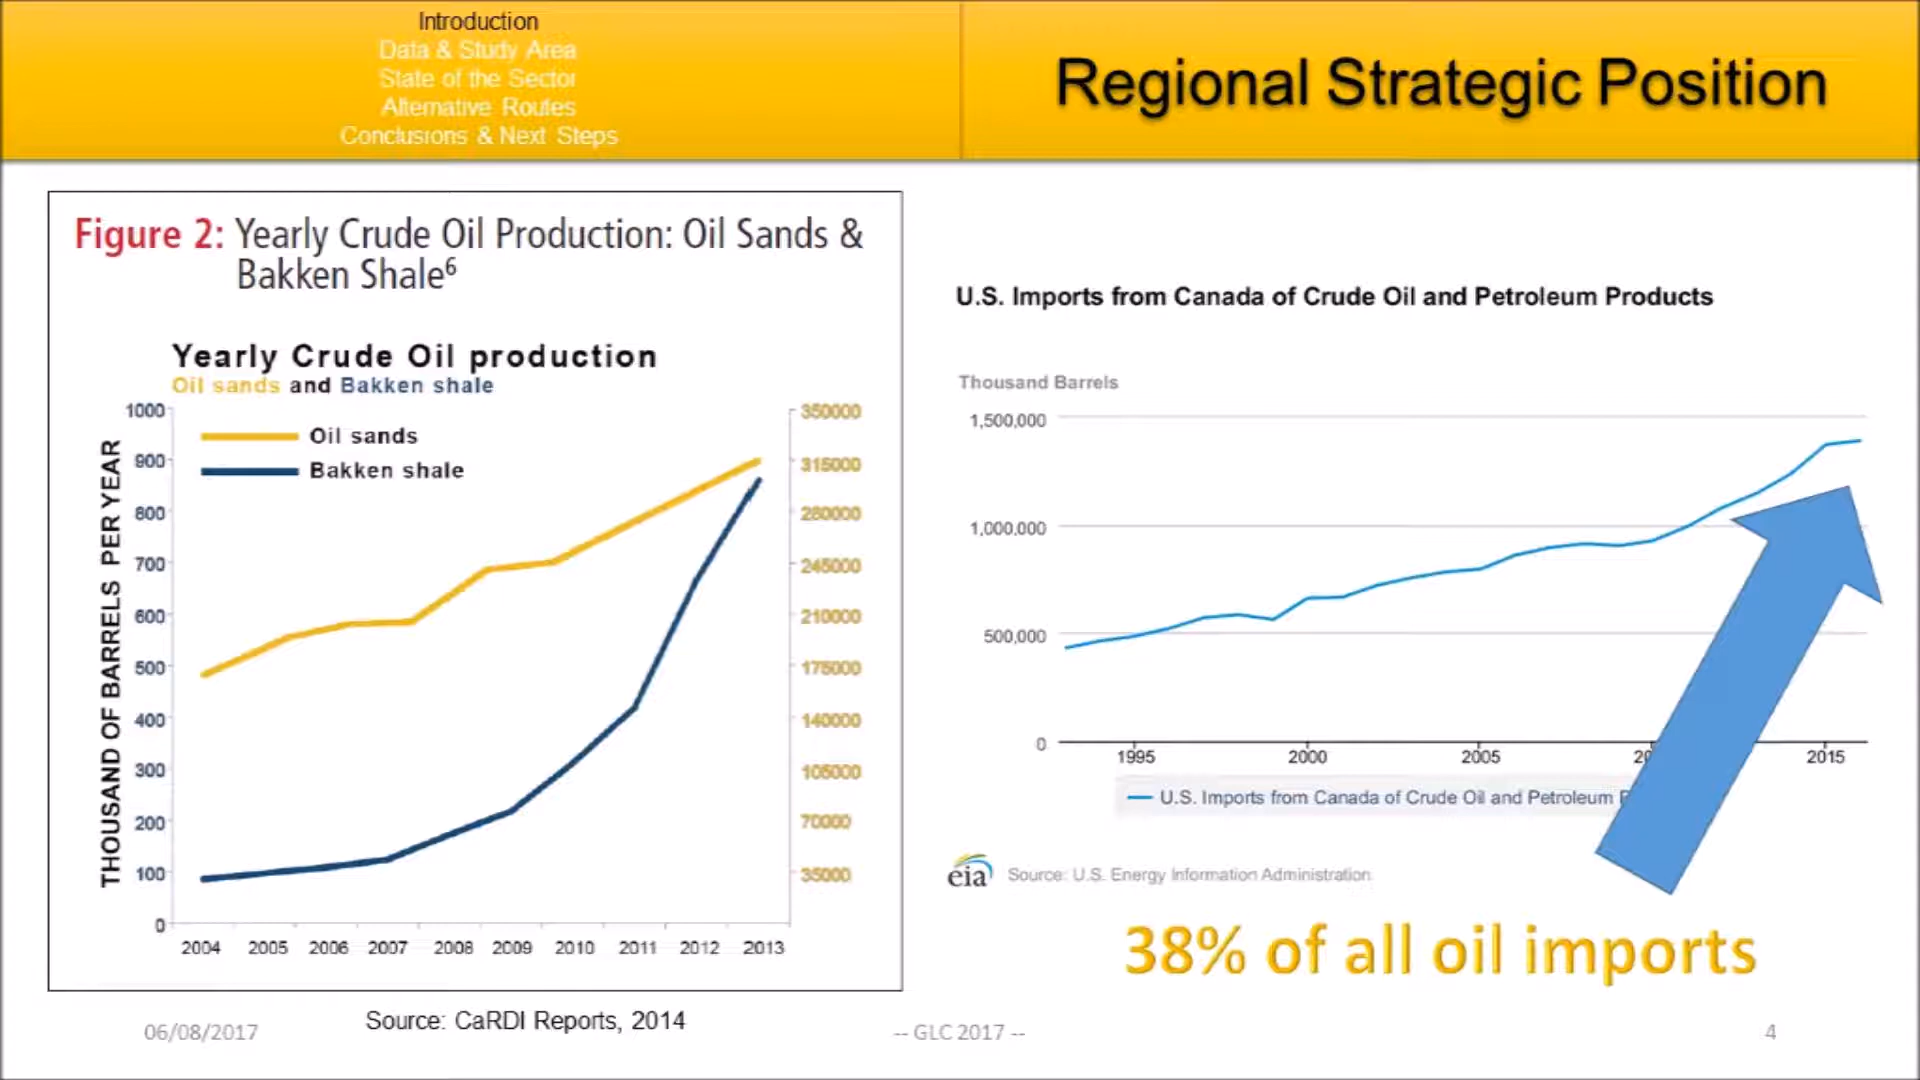 Introduction
Data & Study Area
State of the Sector
Alternative Routes
Conclusions & Next Steps
Regional Strategic Position
Figure 2: Yearly Crude Oil Production: Oil Sands &
Bakken Shale⁶
Yearly Crude Oil production
Oil sands and Bakken shale
Oil sands
Bakken shale
THOUSAND OF BARRELS PER YEAR
1000
900
800
700
600
500
400
300
200
100
0
350000
315000
280000
245000
210000
175000
140000
105000
70000
35000
2004 2005 2006 2007 2008 2009 2010 2011 2012 2013
Source: CaRDI Reports, 2014
U.S. Imports from Canada of Crude Oil and Petroleum Products
Thousand Barrels
1,500,000
1,000,000
500,000
0
1995 2000 2005 2015
U.S. Imports from Canada of Crude Oil and Petroleum
eia Source: U.S. Energy Information Administration
38% of all oil imports
06/08/2017
-- GLC 2017 --
4